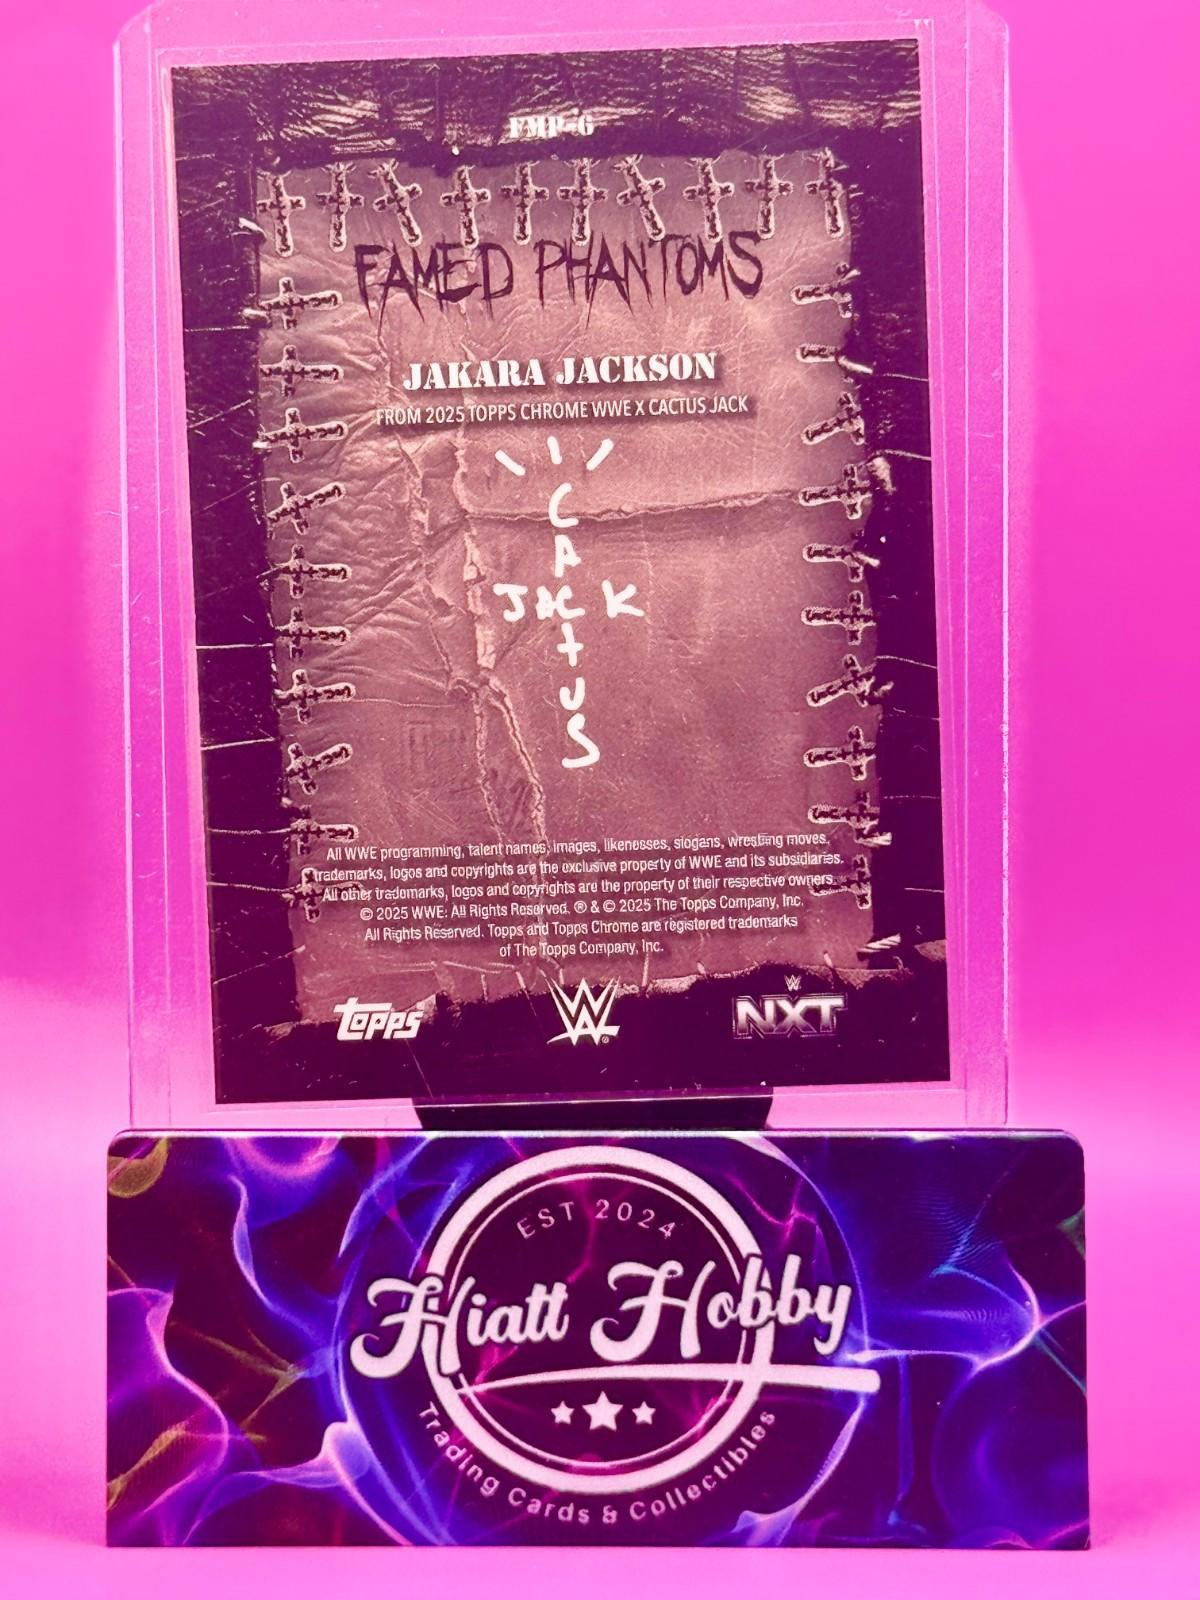 FMP-6
FAMED PHANTOMS
JAKARA JACKSON
FROM 2025 TOPPS CHROME WWE X CACTUS JACK
C
A
JACK
T
U
S
All WWE programming, talent names, images, likenesses, slogans, wrestling moves,
trademarks, logos and copyrights are the exclusive property of WWE and its subsidiaries.
All other trademarks, logos and copyrights are the property of their respective owners.
© 2025 WWE. All Rights Reserved. ® & © 2025 The Topps Company, Inc.
All Rights Reserved. Topps and Topps Chrome are registered trademarks
of The Topps Company, Inc.
topps W W NXT
EST 2024
Hiatt Hobby
Trading Cards & Collectibles